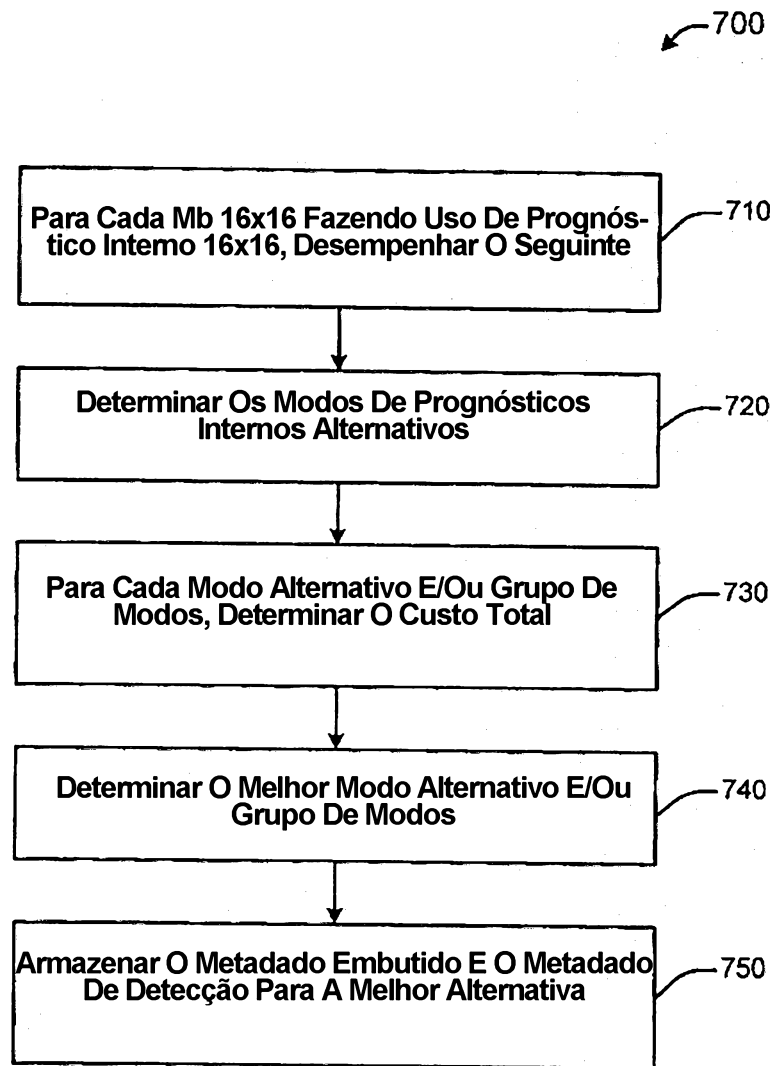 700
Para Cada Mb 16x16 Fazendo Uso De Prognós-
tico Interno 16x16, Desempenhar O Seguinte
710
Determinar Os Modos De Prognósticos
Internos Alternativos
720
Para Cada Modo Alternativo E/Ou Grupo De
Modos, Determinar O Custo Total
730
Determinar O Melhor Modo Alternativo E/Ou
Grupo De Modos
740
Armazenar O Metadado Embutido E O Metadado
De Detecção Para A Melhor Alternativa
750